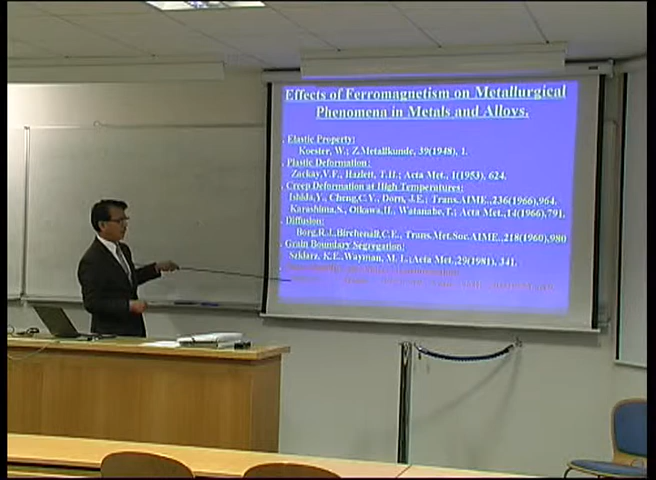 Effects of Ferromagnetism on Metallurgical
Phenomena in Metals and Alloys.
Elastic Property:
Koester, W.; Z.Metallkunde, 39(1948), 1.
Plastic Deformation:
Zackay,V.F., Hazlett, T.H.; Acta Met., 1(1953), 624.
Creep Deformation at High Temperatures:
Ishida,Y., Cheng,C.Y., Dorn, J.E.; Trans.AIME.,236(1966),964.
Karashima,S., Oikawa,H., Watanabe,T.; Acta Met.,14(1966),791.
Diffusion:
Borg,R.J.,Birchenall,C.E., Trans.Met.Soc.AIME.,218(1960),980
Grain Boundary Segregation:
Szklarz, K.E.,Wayman, M. L.;Acta Met.,29(1981), 341.